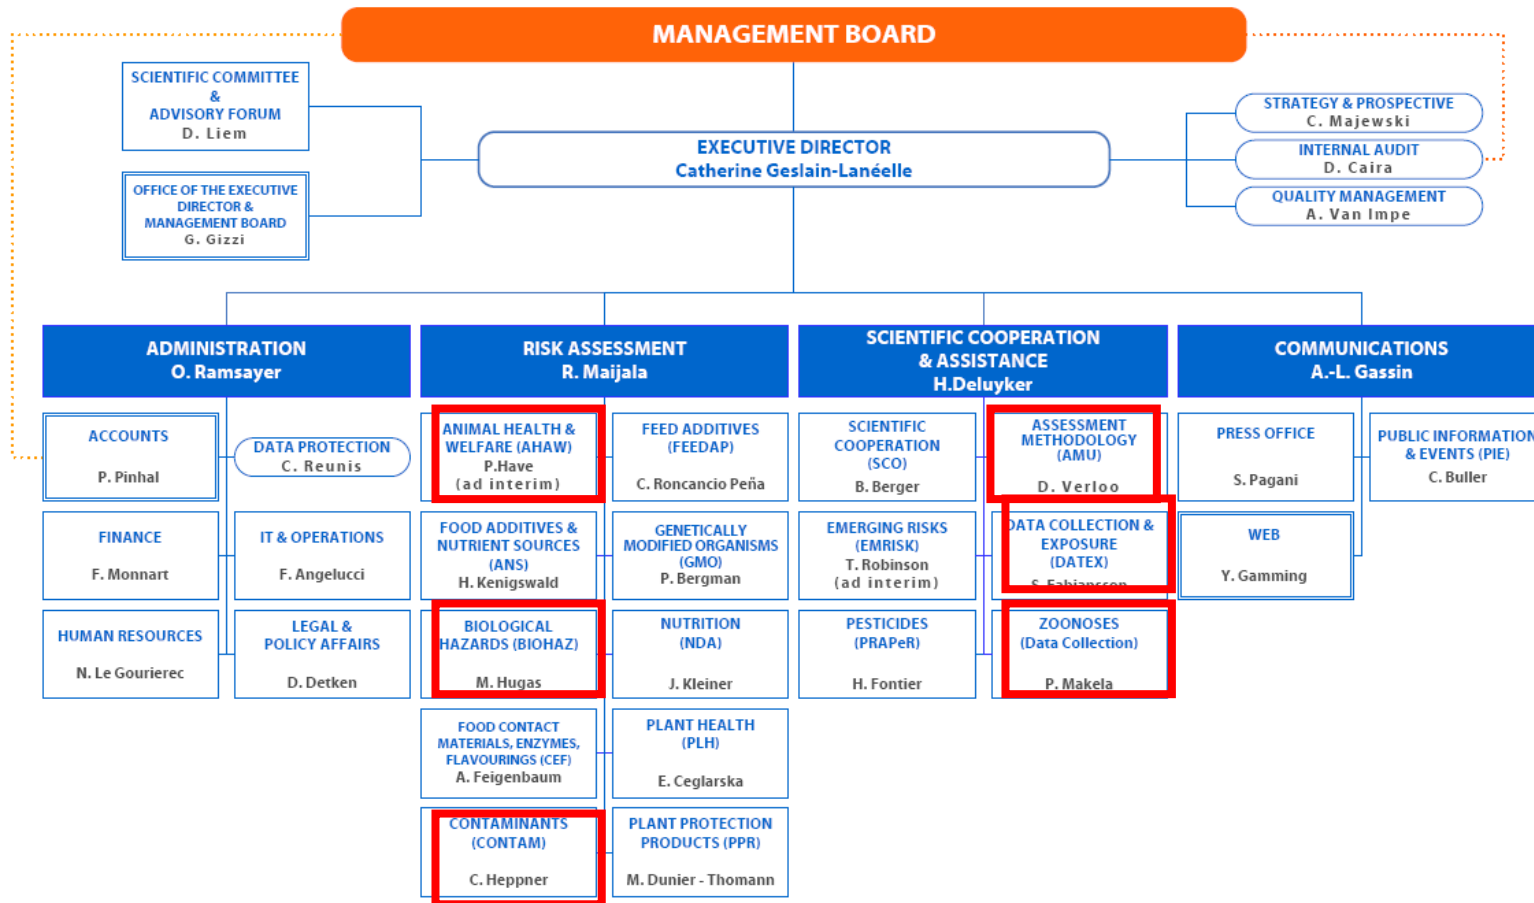 MANAGEMENT BOARD
SCIENTIFIC COMMITTEE
&
ADVISORY FORUM
D. Liem
OFFICE OF THE EXECUTIVE
DIRECTOR &
MANAGEMENT BOARD
G. Gizzi
EXECUTIVE DIRECTOR
Catherine Geslain-Lanéelle
STRATEGY & PROSPECTIVE
C. Majewski
INTERNAL AUDIT
D. Caira
QUALITY MANAGEMENT
A. Van Impe
ADMINISTRATION
O. Ramsayer
ACCOUNTS
P. Pinhal
DATA PROTECTION
C. Reunis
FINANCE
F. Monnart
IT & OPERATIONS
F. Angelucci
HUMAN RESOURCES
N. Le Gourierec
LEGAL &
POLICY AFFAIRS
D. Detken
RISK ASSESSMENT
R. Maijala
ANIMAL HEALTH &
WELFARE (AHAW)
P.Have
(ad interim)
FEED ADDITIVES
(FEEDAP)
C. Roncancio Peña
FOOD ADDITIVES &
NUTRIENT SOURCES
(ANS)
H. Kenigswald
GENETICALLY
MODIFIED ORGANISMS
(GMO)
P. Bergman
BIOLOGICAL
HAZARDS (BIOHAZ)
M. Hugas
NUTRITION
(NDA)
J. Kleiner
FOOD CONTACT
MATERIALS, ENZYMES,
FLAVOURINGS (CEF)
A. Feigenbaum
PLANT HEALTH
(PLH)
E. Ceglarska
CONTAMINANTS
(CONTAM)
C. Heppner
PLANT PROTECTION
PRODUCTS (PPR)
M. Dunier - Thomann
SCIENTIFIC COOPERATION
& ASSISTANCE
H.Deluyker
SCIENTIFIC
COOPERATION
(SCO)
B. Berger
ASSESSMENT
METHODOLOGY
(AMU)
D. Verloo
EMERGING RISKS
(EMRISK)
T. Robinson
(ad interim)
DATA COLLECTION &
EXPOSURE
(DATEX)
S. Fabiansson
PESTICIDES
(PRAPeR)
H. Fontier
ZOONOSES
(Data Collection)
P. Makela
COMMUNICATIONS
A.-L. Gassin
PRESS OFFICE
S. Pagani
PUBLIC INFORMATION
& EVENTS (PIE)
C. Buller
WEB
Y. Gamming